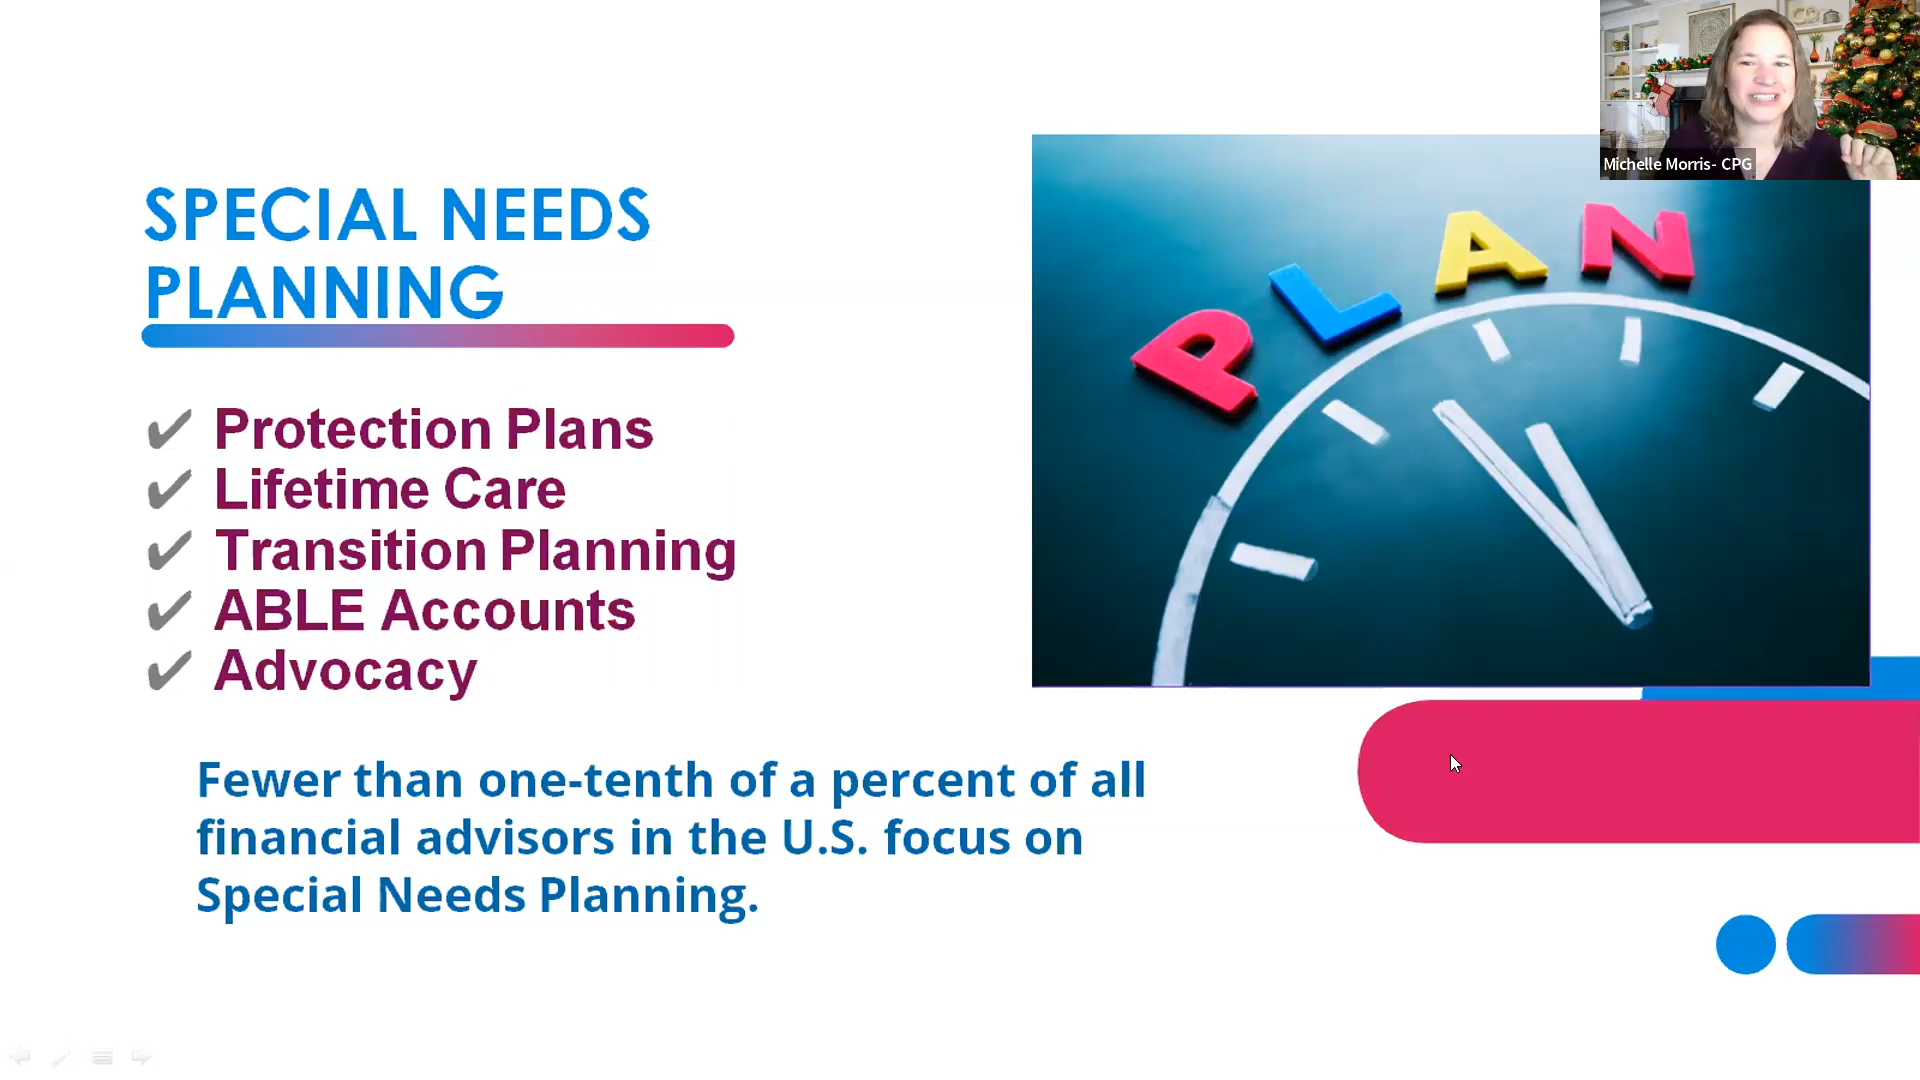 Michelle Morris- CPG
SPECIAL NEEDS
PLANNING
PLAN
✔ Protection Plans
✔ Lifetime Care
✔ Transition Planning
✔ ABLE Accounts
✔ Advocacy
Fewer than one-tenth of a percent of all
financial advisors in the U.S. focus on
Special Needs Planning.